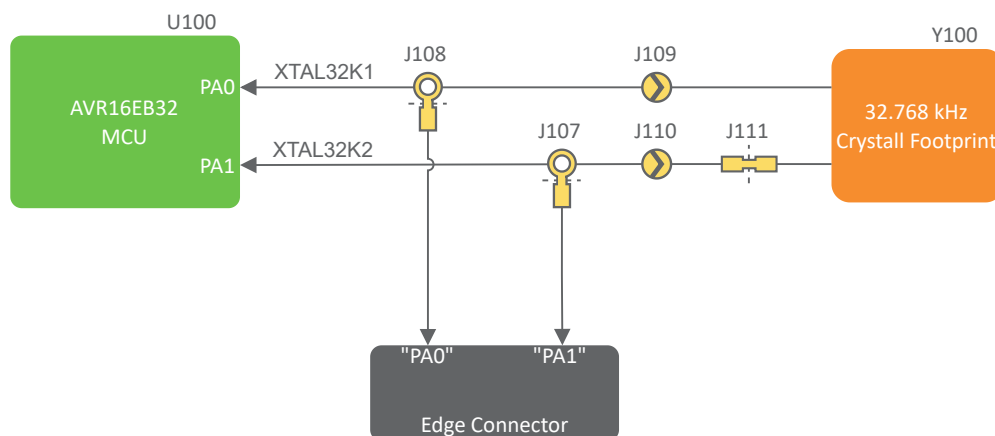 U100
Y100
J108
J109
PA0
XTAL32K1
AVR16EB32
MCU
32.768 kHz
Crystall Footprint
J107
J110
J111
XTAL32K2
PA1
"PA0"
"PA1"
Edge Connector